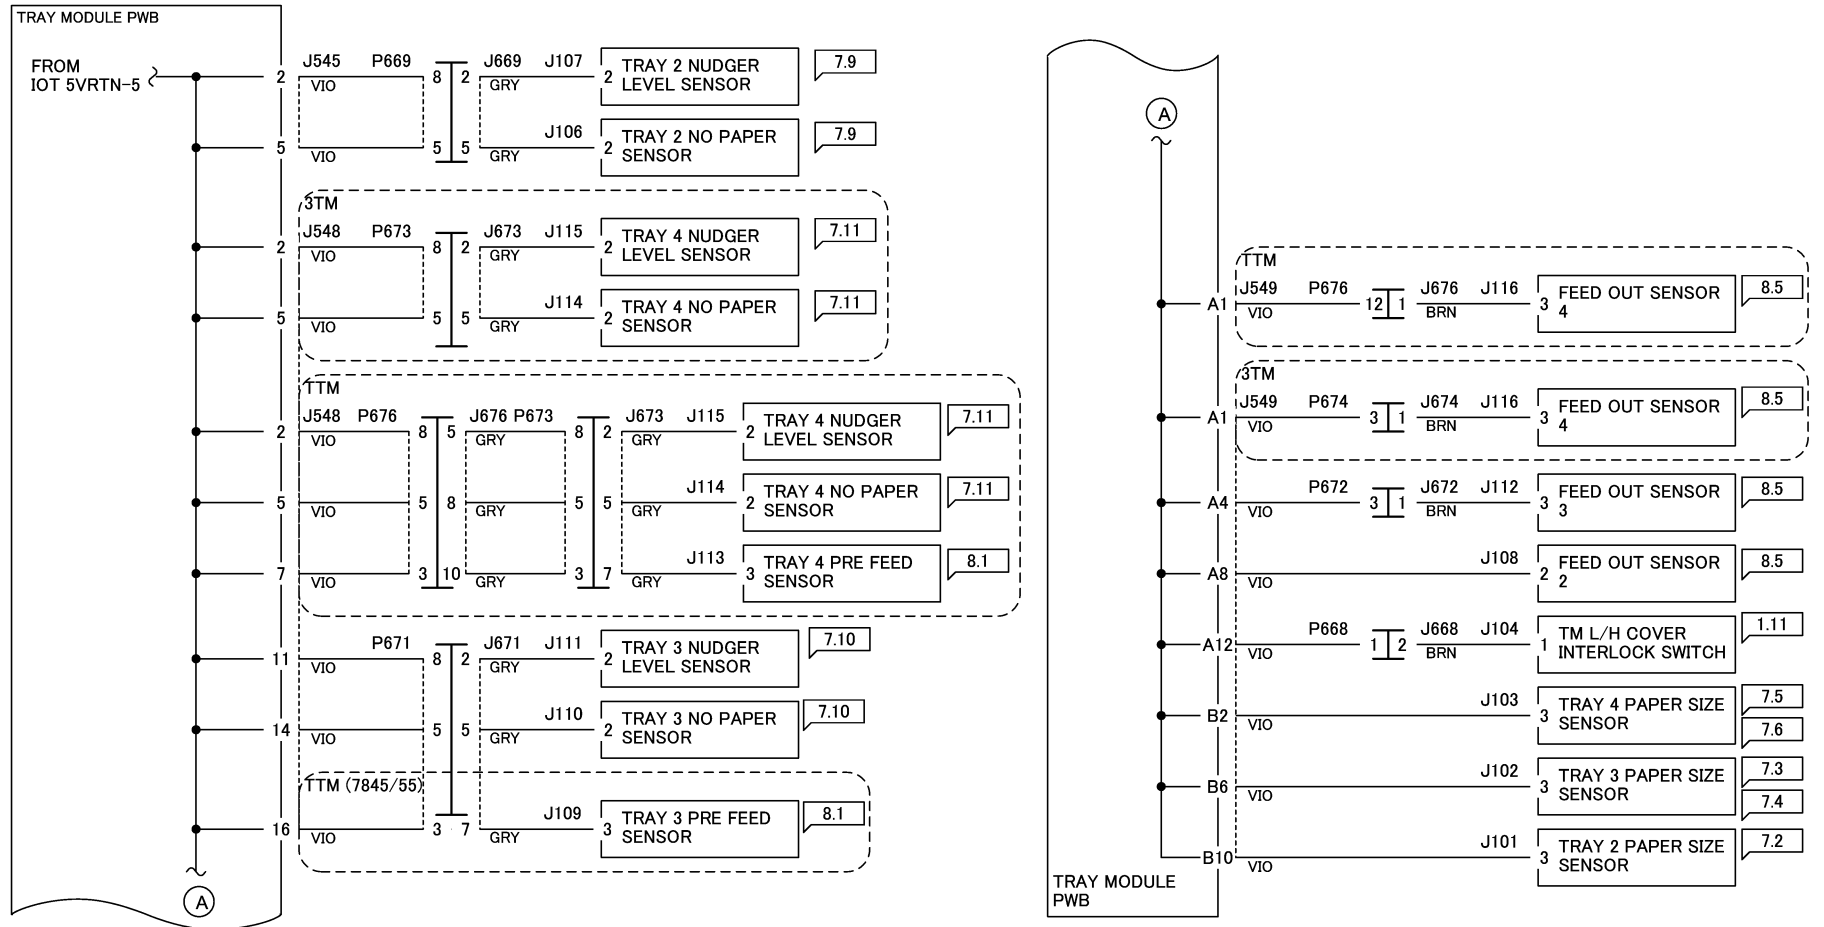 TRAY MODULE PWB
FROM
IOT 5VRTN-5
2 J545 P669 8 2 J669 J107 2 TRAY 2 NUDGER 7.9
VIO GRY LEVEL SENSOR
J106
5 5 5 2 TRAY 2 NO PAPER 7.9
VIO GRY SENSOR
3TM
2 J548 P673 8 2 J673 J115 2 TRAY 4 NUDGER 7.11
VIO GRY LEVEL SENSOR
J114
5 5 5 2 TRAY 4 NO PAPER 7.11
VIO GRY SENSOR
TTM
2 J548 P676 8 5 J676 P673 8 2 J673 J115 2 TRAY 4 NUDGER 7.11
VIO GRY GRY LEVEL SENSOR
J114
5 5 8 5 5 2 TRAY 4 NO PAPER 7.11
VIO GRY GRY SENSOR
J113
7 3 10 3 7 3 TRAY 4 PRE FEED 8.1
VIO GRY GRY SENSOR
11 P671 8 2 J671 J111 2 TRAY 3 NUDGER 7.10
VIO GRY LEVEL SENSOR
J110
14 5 5 2 TRAY 3 NO PAPER 7.10
VIO GRY SENSOR
TTM (7845/55)
J109
16 3 7 3 TRAY 3 PRE FEED 8.1
VIO GRY SENSOR
A
A
TTM
A1 J549 P676 12 1 J676 J116 3 FEED OUT SENSOR 8.5
VIO BRN 4
3TM
A1 J549 P674 3 1 J674 J116 3 FEED OUT SENSOR 8.5
VIO BRN 4
A4 P672 3 1 J672 J112 3 FEED OUT SENSOR 8.5
VIO BRN 3
J108
A8 2 FEED OUT SENSOR 8.5
VIO 2
A12 P668 1 2 J668 J104 1 TM L/H COVER 1.11
VIO BRN INTERLOCK SWITCH
J103
B2 3 TRAY 4 PAPER SIZE 7.5
VIO SENSOR 7.6
J102
B6 3 TRAY 3 PAPER SIZE 7.3
VIO SENSOR 7.4
J101
B10 3 TRAY 2 PAPER SIZE 7.2
VIO SENSOR
TRAY MODULE
PWB